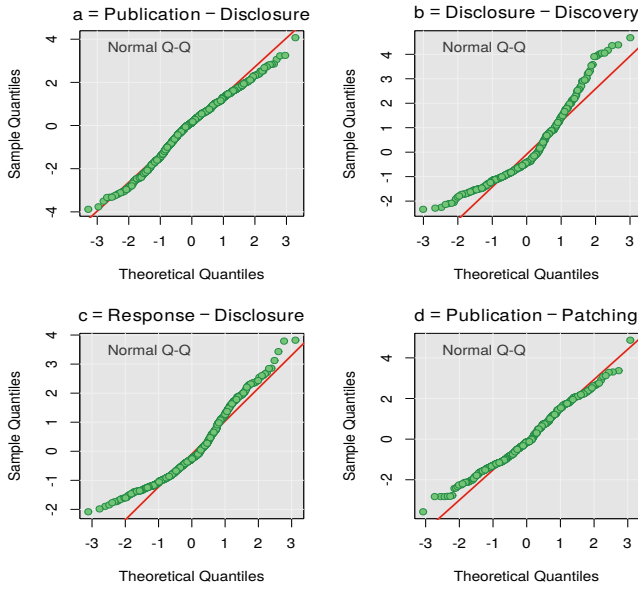 a = Publication – Disclosure
Normal Q-Q
Sample Quantiles
4
2
0
-2
-4
-3 -2 -1 0 1 2 3
Theoretical Quantiles
b = Disclosure – Discovery
Normal Q-Q
Sample Quantiles
4
3
2
1
0
-1
-2
-3 -2 -1 0 1 2 3
Theoretical Quantiles
c = Response – Disclosure
Normal Q-Q
Sample Quantiles
4
3
2
1
0
-1
-2
-3 -2 -1 0 1 2 3
Theoretical Quantiles
d = Publication – Patching
Normal Q-Q
Sample Quantiles
4
2
0
-2
-3 -2 -1 0 1 2 3
Theoretical Quantiles